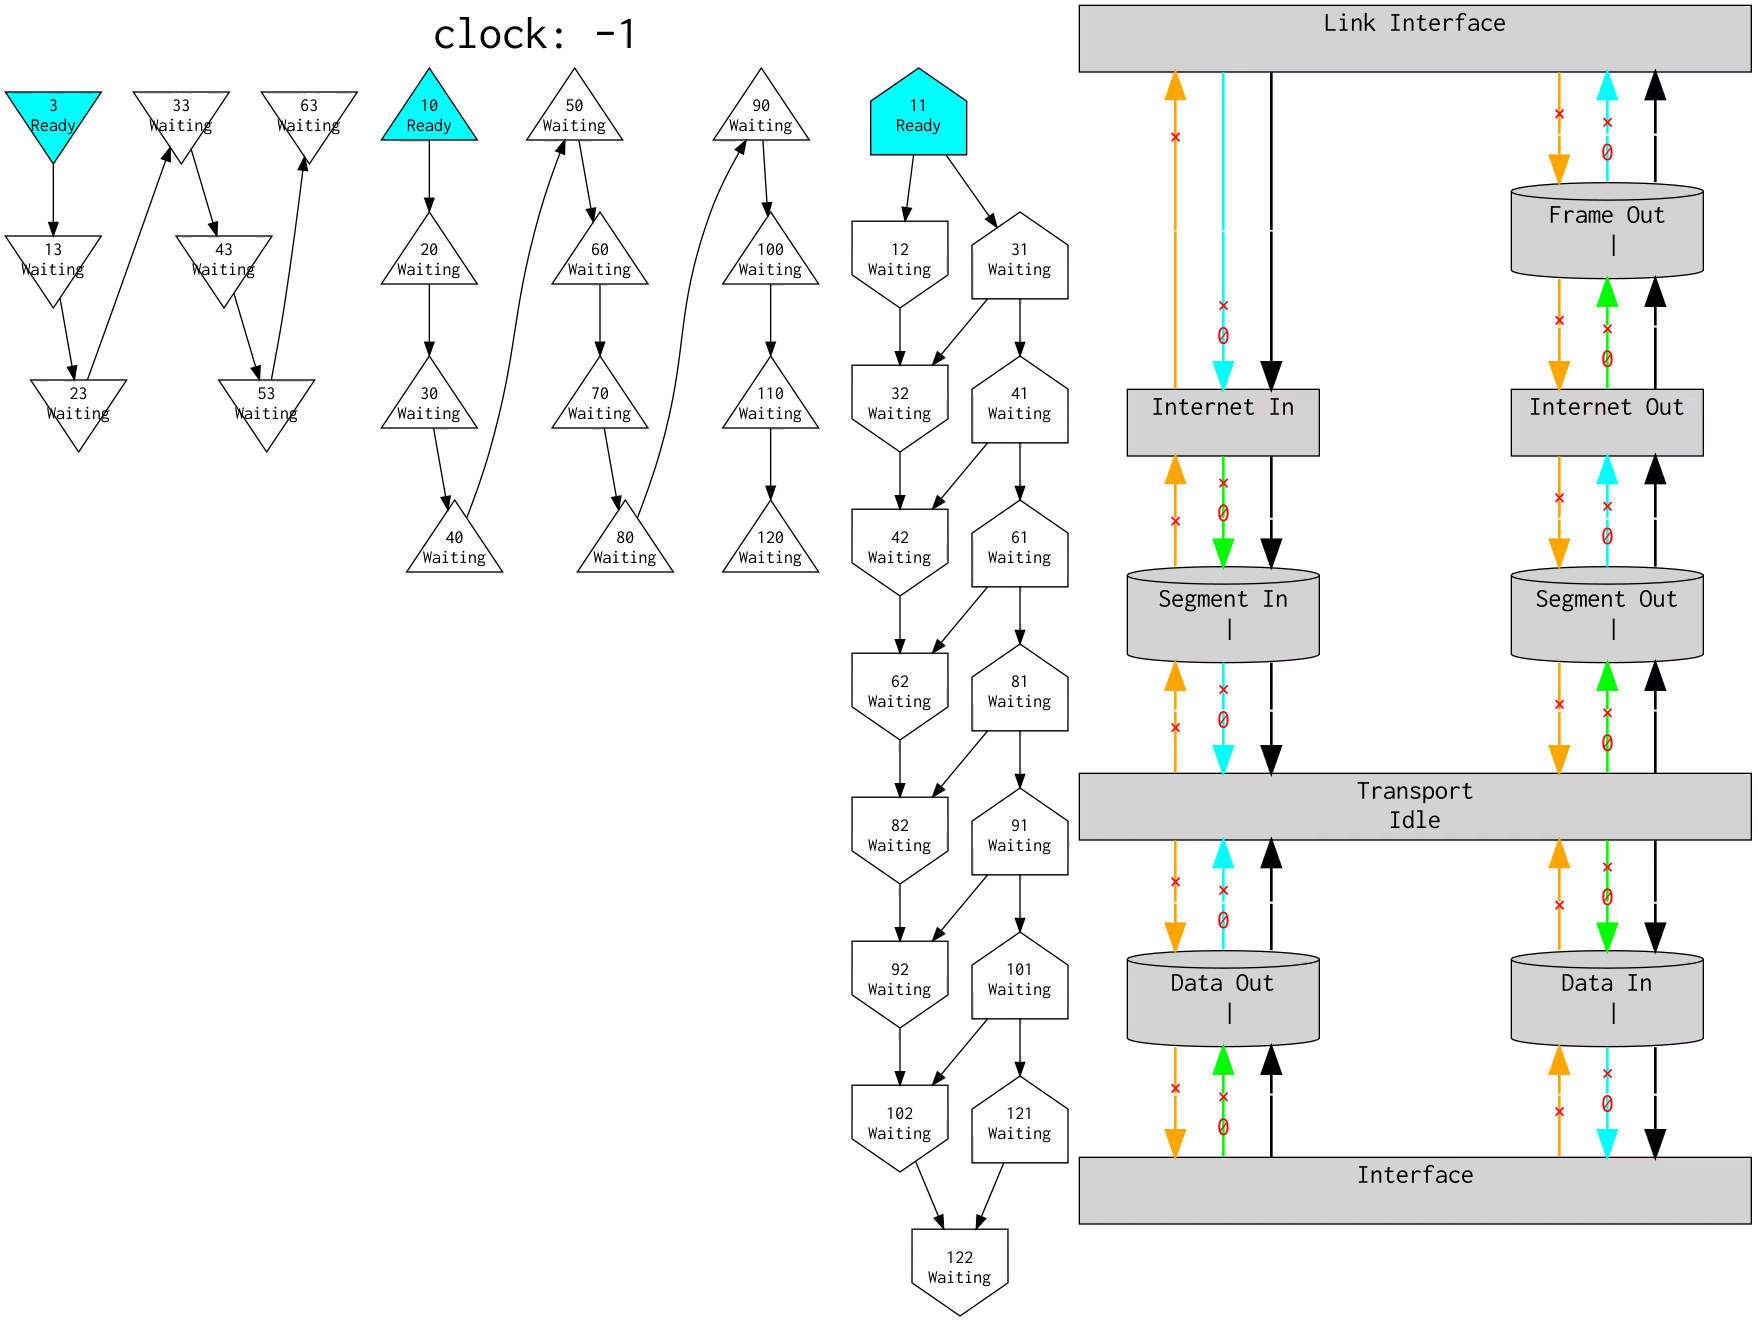 clock: -1
3
Ready
13
Waiting
23
Waiting
33
Waiting
43
Waiting
53
Waiting
63
Waiting
10
Ready
20
Waiting
30
Waiting
40
Waiting
50
Waiting
60
Waiting
70
Waiting
80
Waiting
90
Waiting
100
Waiting
110
Waiting
120
Waiting
11
Ready
12
Waiting
31
Waiting
32
Waiting
41
Waiting
42
Waiting
61
Waiting
62
Waiting
81
Waiting
82
Waiting
91
Waiting
92
Waiting
101
Waiting
102
Waiting
121
Waiting
122
Waiting
Link Interface
×
×
0
×
×
0
Frame Out
|
×
×
0
Internet In
Internet Out
×
×
0
×
×
0
Segment In
|
Segment Out
|
×
×
0
×
×
0
Transport
Idle
×
×
0
×
×
0
Data Out
|
Data In
|
×
×
0
×
×
0
Interface